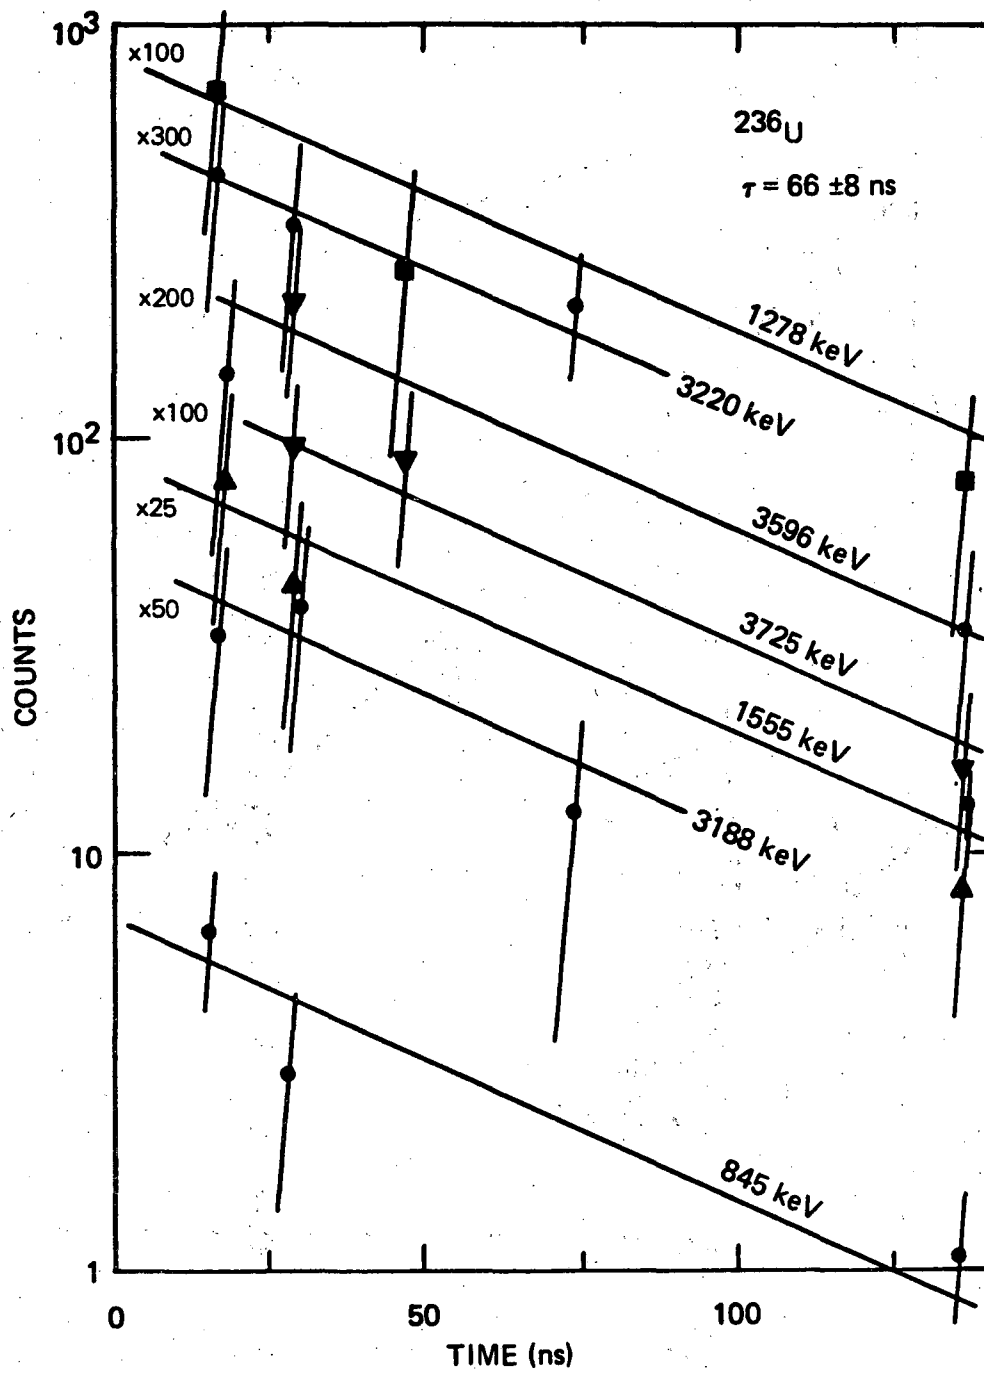 10³
x100
²³⁶U
x300
τ = 66 ±8 ns
x200
1278 keV
3220 keV
x100
10²
x25
3596 keV
x50
3725 keV
COUNTS
1555 keV
3188 keV
10
845 keV
1
0 50 100
TIME (ns)